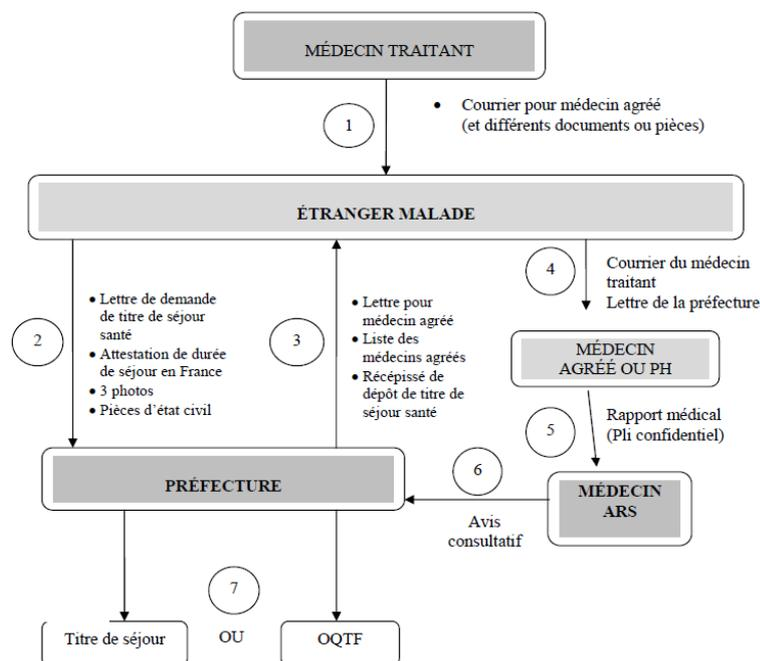 MÉDECIN TRAITANT
1
• Courrier pour médecin agréé
(et différents documents ou pièces)
ÉTRANGER MALADE
2
• Lettre de demande
de titre de séjour
santé
• Attestation de durée
de séjour en France
• 3 photos
• Pièces d'état civil
3
• Lettre pour
médecin agréé
• Liste des
médecins agréés
• Récépissé de
dépôt de titre de
séjour santé
4
Courrier du médecin
traitant
Lettre de la préfecture
MÉDECIN
AGRÉÉ OU PH
5
Rapport médical
(Pli confidentiel)
MÉDECIN
ARS
6
Avis
consultatif
PRÉFECTURE
7
Titre de séjour
OU
OQTF